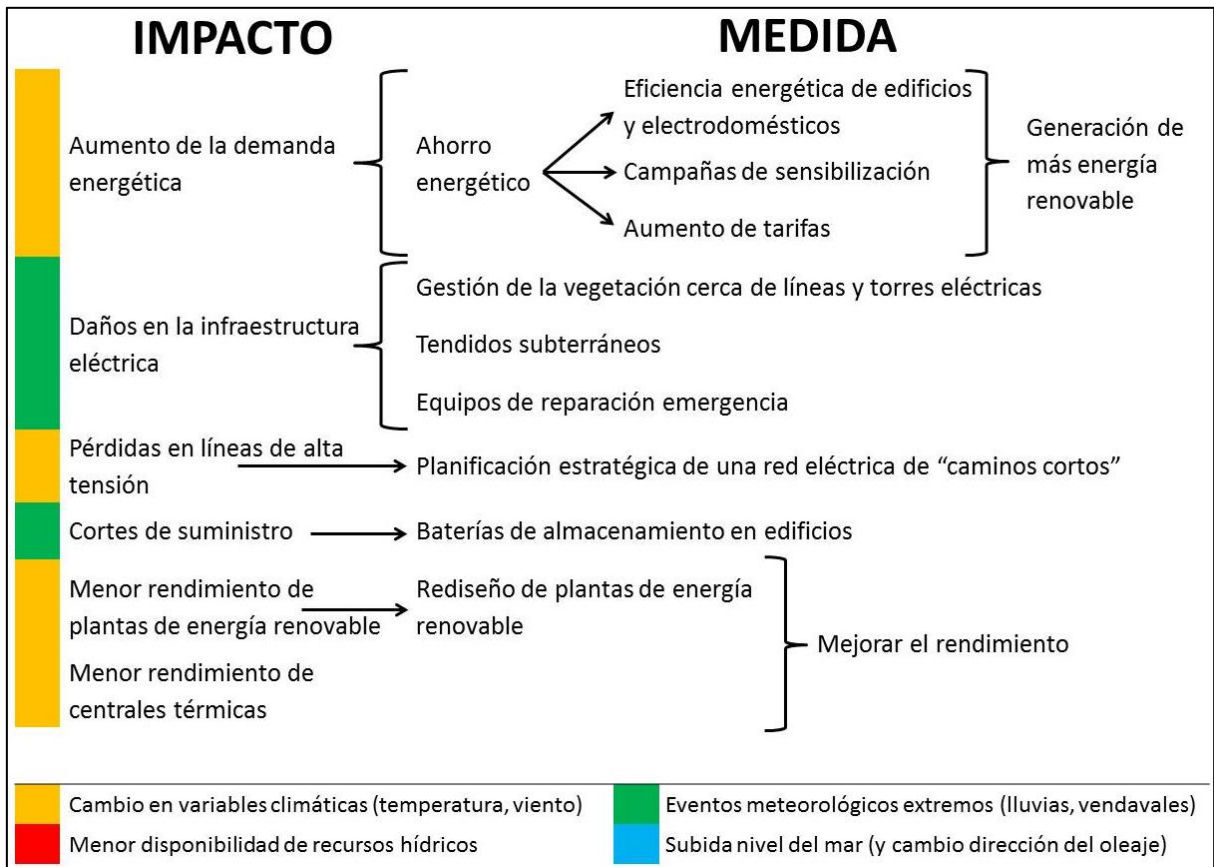 IMPACTO
MEDIDA
Aumento de la demanda
energética
Ahorro
energético
Eficiencia energética de edificios
y electrodomésticos
Campañas de sensibilización
Aumento de tarifas
Generación de
más energía
renovable
Daños en la infraestructura
eléctrica
Gestión de la vegetación cerca de líneas y torres eléctricas
Tendidos subterráneos
Equipos de reparación emergencia
Pérdidas en líneas de alta
tensión
Planificación estratégica de una red eléctrica de “caminos cortos”
Cortes de suministro
Baterías de almacenamiento en edificios
Menor rendimiento de
plantas de energía renovable
Rediseño de plantas de energía
renovable
Menor rendimiento de
centrales térmicas
Mejorar el rendimiento
Cambio en variables climáticas (temperatura, viento)
Eventos meteorológicos extremos (lluvias, vendavales)
Menor disponibilidad de recursos hídricos
Subida nivel del mar (y cambio dirección del oleaje)